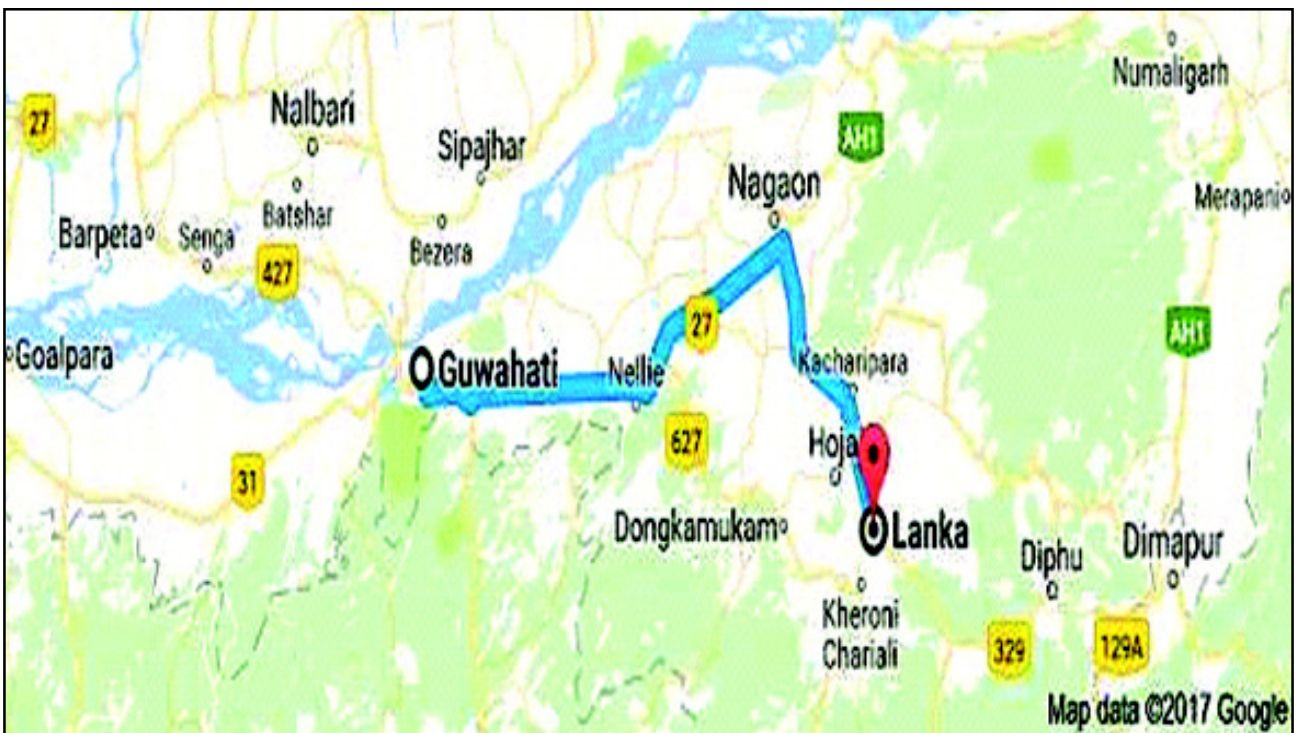 Numaligarh
27
Nalbari
AH1
Sipajhar
Nagaon
Batshar
Merapani
Barpeta
Senga
Bezera
427
27
AH1
Goalpara
Guwahati
Nellie
Kacharipara
627
Hoja
31
Dongkamukam
Lanka
Diphu
Dimapur
Kheroni
Chariali
329
129A
Map data ©2017 Google